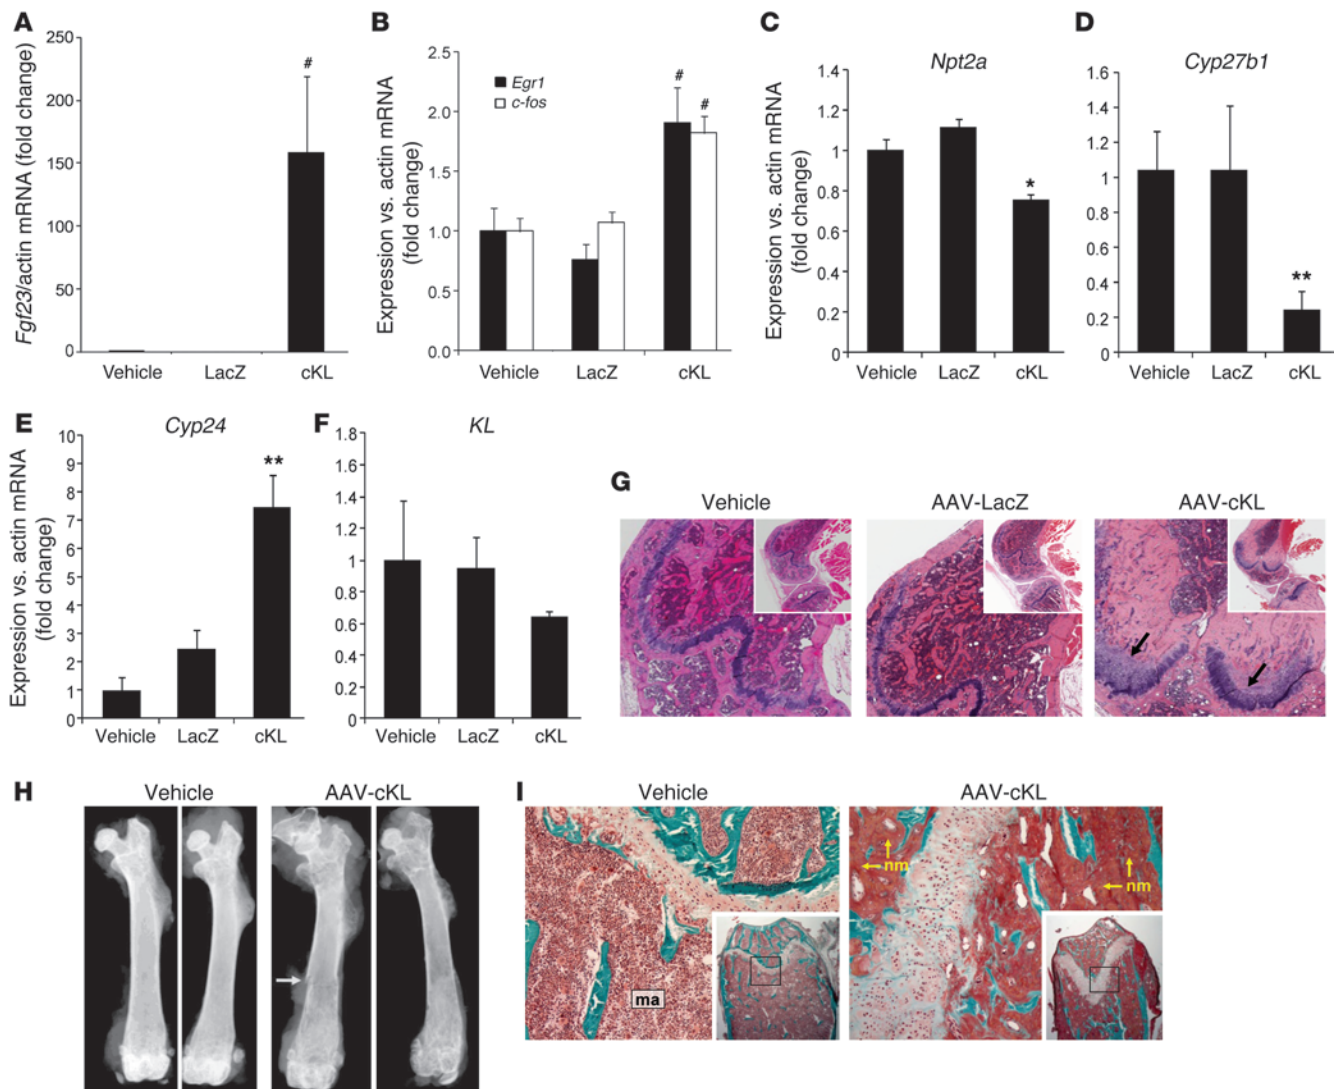 A
Fgf23/actin mRNA (fold change)
250
200
150
100
50
0
#
Vehicle LacZ cKL
B
Expression vs. actin mRNA
(fold change)
2.5
2.0
1.5
1.0
0.5
0.0
Egr1
c-fos
# #
Vehicle LacZ cKL
C
Npt2a
Expression vs. actin mRNA
(fold change)
1.4
1.2
1.0
0.8
0.6
0.4
0.2
0
*
Vehicle LacZ cKL
D
Cyp27b1
1.6
1.4
1.2
1
0.8
0.6
0.4
0.2
0
**
Vehicle LacZ cKL
E
Cyp24
Expression vs. actin mRNA
(fold change)
10
9
8
7
6
5
4
3
2
1
0
**
Vehicle LacZ cKL
F
KL
1.8
1.6
1.4
1.2
1
0.8
0.6
0.4
0.2
0
Vehicle LacZ cKL
G
Vehicle AAV-LacZ AAV-cKL
H
Vehicle AAV-cKL
I
Vehicle AAV-cKL
ma
nm nm